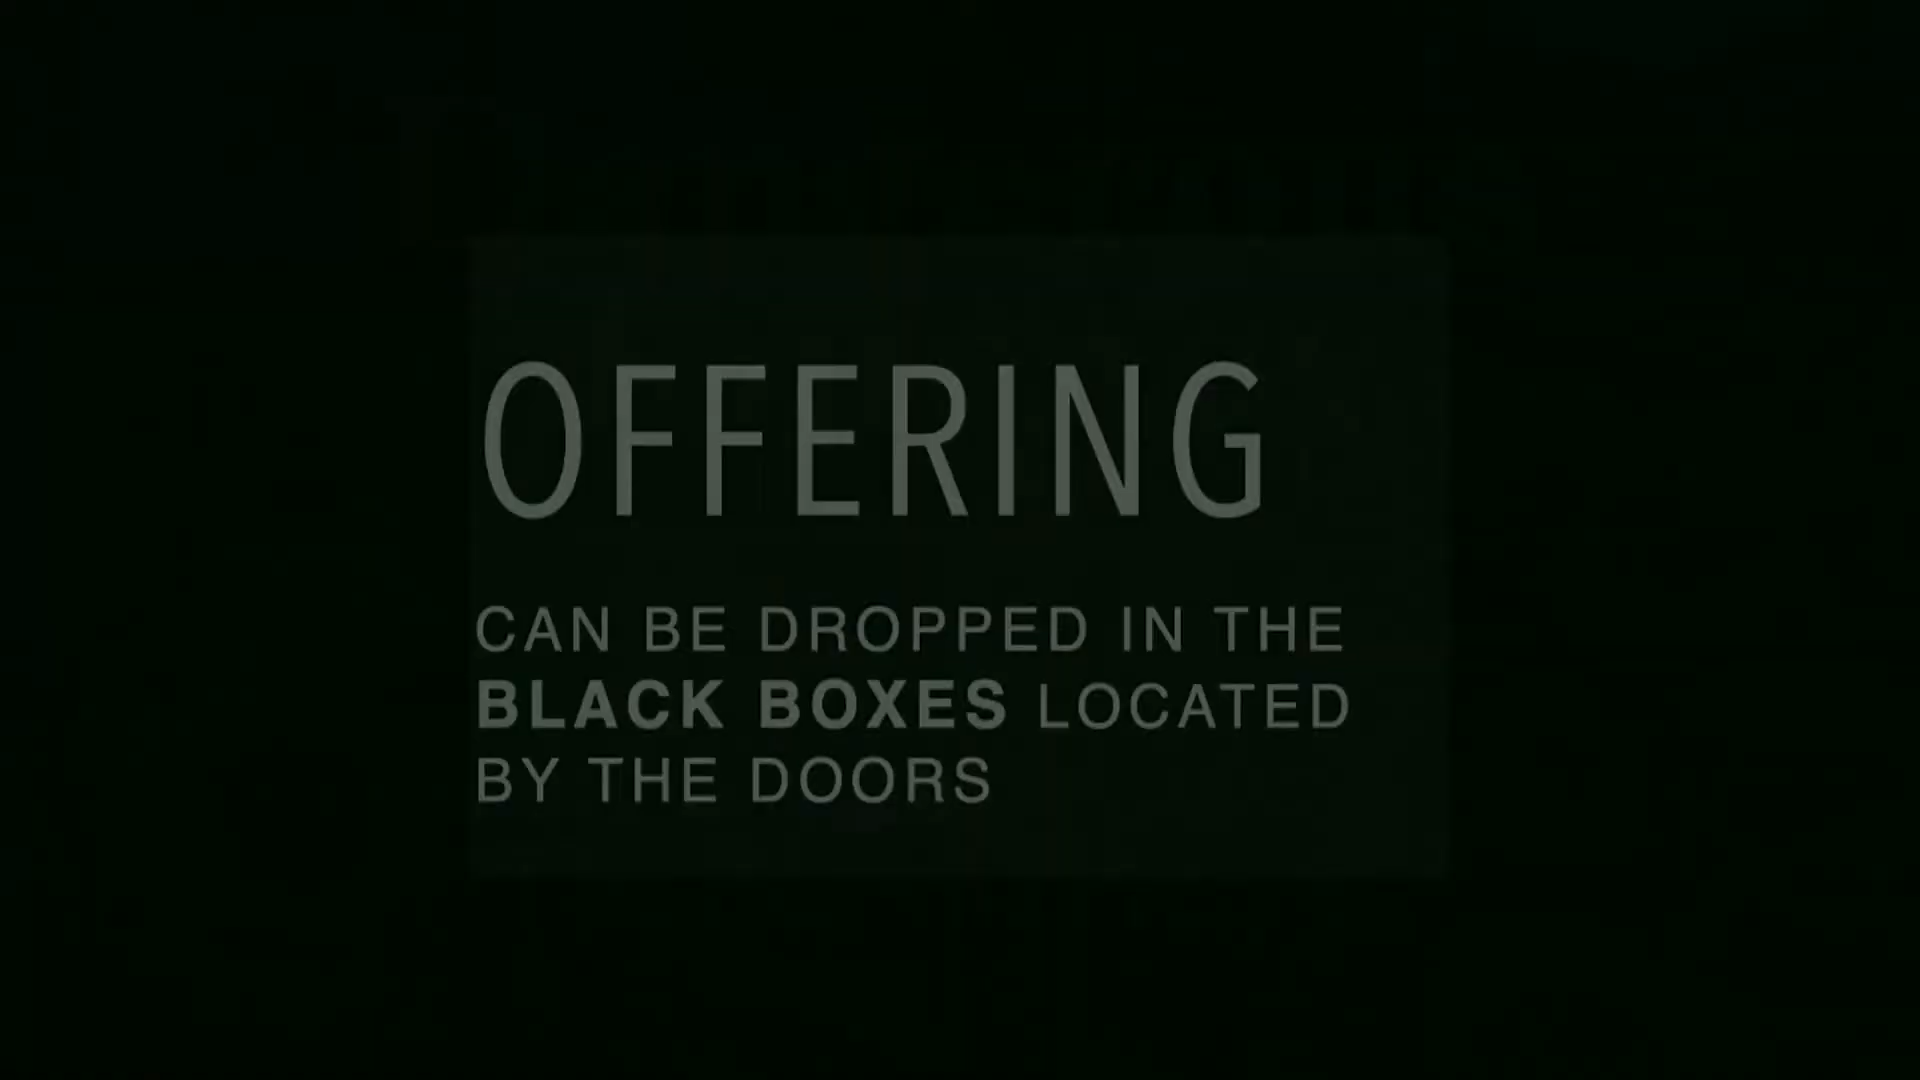 OFFERING
CAN BE DROPPED IN THE
BLACK BOXES LOCATED
BY THE DOORS